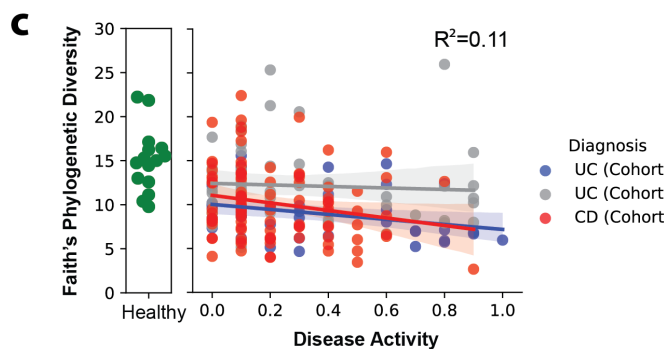 C
Faith's Phylogenetic Diversity
30
25
20
15
10
5
0
Healthy
R²=0.11
0.0 0.2 0.4 0.6 0.8 1.0
Disease Activity
Diagnosis
UC (Cohort
UC (Cohort
CD (Cohort